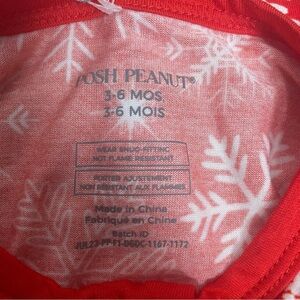 POSH PEANUT®
3-6 MOS
3-6 MOIS
WEAR SNUG-FITTING
NOT FLAME RESISTANT
PORTER AJUSTEMENT
NON RÉSISTANT AUX FLAMMES
Made in China
Fabriqué en Chine
Batch ID